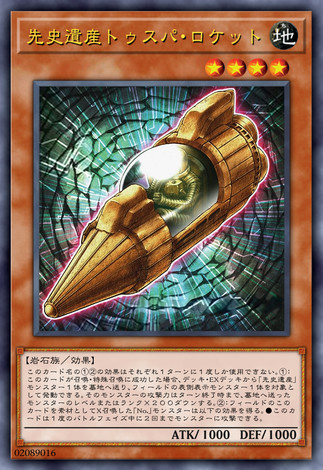 先史遺産トゥスパ・ロケット
地
【岩石族／効果】
このカード名の①②の効果はそれぞれ１ターンに１度しか使用できない。①：
このカードが召喚・特殊召喚に成功した場合、デッキ・EXデッキから「先史遺産」
モンスター１体を墓地へ送り、フィールドの表側表示モンスター１体を対象と
して発動できる。そのモンスターの攻撃力はターン終了時まで、墓地へ送った
モンスターのレベルまたはランク×２００ダウンする。②：フィールドのこの
カードを素材としてX召喚した「No.」モンスターは以下の効果を得る。●このカー
ドは１度のバトルフェイズ中に２回までモンスターに攻撃できる。
ATK/ 1000 DEF/ 1000
02089016